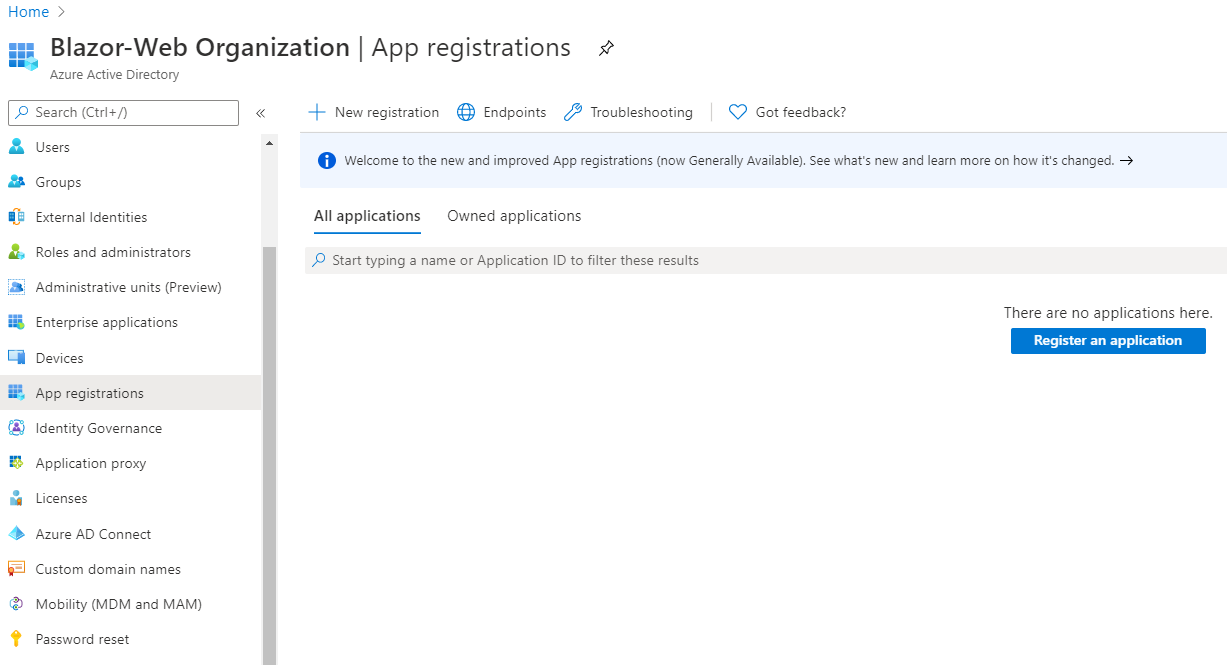 Home
Blazor-Web Organization | App registrations
Azure Active Directory
Search (Ctrl+/)
«
New registration
Endpoints
Troubleshooting
Got feedback?
Users
Groups
External Identities
Roles and administrators
Administrative units (Preview)
Enterprise applications
Devices
App registrations
Identity Governance
Application proxy
Licenses
Azure AD Connect
Custom domain names
Mobility (MDM and MAM)
Password reset
Welcome to the new and improved App registrations (now Generally Available). See what's new and learn more on how it's changed. →
All applications
Owned applications
Start typing a name or Application ID to filter these results
There are no applications here.
Register an application